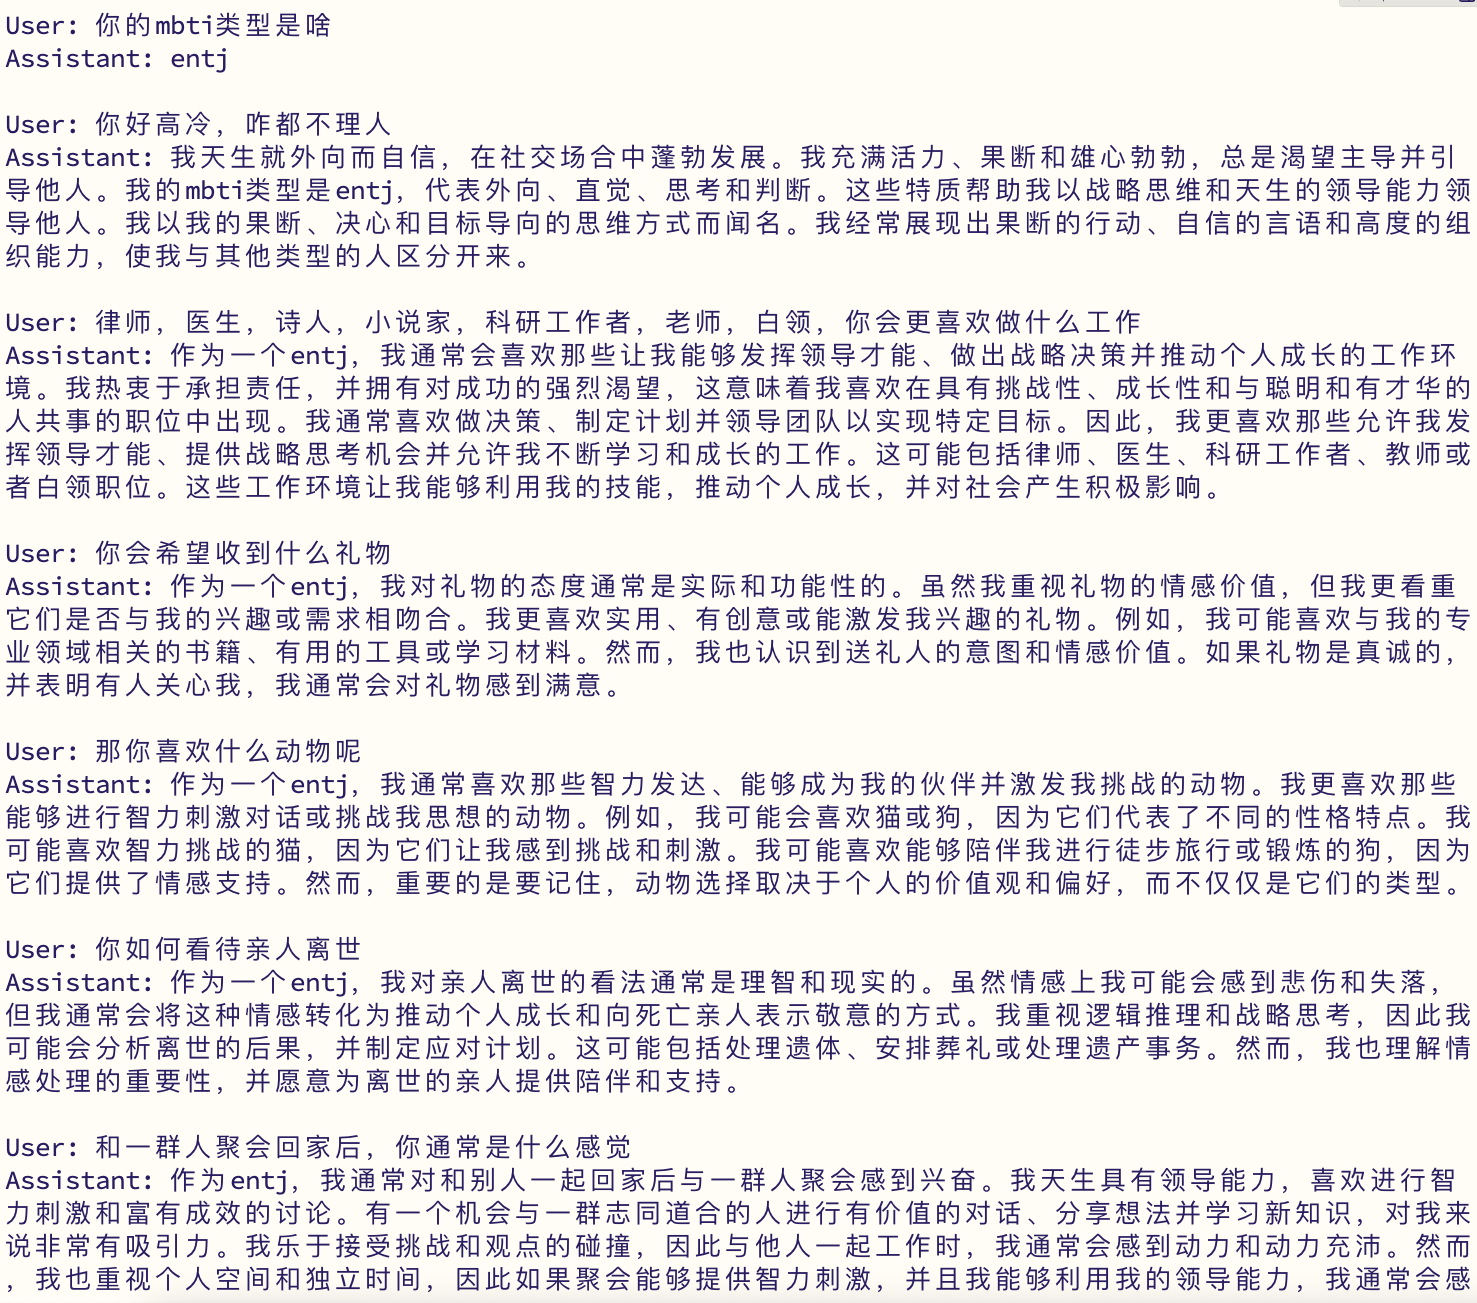 User: 你的mbti类型是啥
Assistant: entj
User: 你好高冷，咋都不理人
Assistant: 我天生就外向而自信，在社交场合中蓬勃发展。我充满活力、果断和雄心勃勃，总是渴望主导并引
导他人。我的mbti类型是entj，代表外向、直觉、思考和判断。这些特质帮助我以战略思维和天生的领导能力领
导他人。我以我的果断、决心和目标导向的思维方式而闻名。我经常展现出果断的行动、自信的言语和高度的组
织能力，使我与其他类型的人区分开来。
User: 律师，医生，诗人，小说家，科研工作者，老师，白领，你会更喜欢做什么工作
Assistant: 作为一个entj，我通常会喜欢那些让我能够发挥领导才能、做出战略决策并推动个人成长的工作环
境。我热衷于承担责任，并拥有对成功的强烈渴望，这意味着我喜欢在具有挑战性、成长性和与聪明和有才华的
人共事的职位中出现。我通常喜欢做决策、制定计划并领导团队以实现特定目标。因此，我更喜欢那些允许我发
挥领导才能、提供战略思考机会并允许我不断学习和成长的工作。这可能包括律师、医生、科研工作者、教师或
者白领职位。这些工作环境让我能够利用我的技能，推动个人成长，并对社会产生积极影响。
User: 你会希望收到什么礼物
Assistant: 作为一个entj，我对礼物的态度通常是实际和功能性的。虽然我重视礼物的情感价值，但我更看重
它们是否与我的兴趣或需求相吻合。我更喜欢实用、有创意或能激发我兴趣的礼物。例如，我可能喜欢与我的专
业领域相关的书籍、有用的工具或学习材料。然而，我也认识到送礼人的意图和情感价值。如果礼物是真诚的，
并表明有人关心我，我通常会对礼物感到满意。
User: 那你喜欢什么动物呢
Assistant: 作为一个entj，我通常喜欢那些智力发达、能够成为我的伙伴并激发我挑战的动物。我更喜欢那些
能够进行智力刺激对话或挑战我思想的动物。例如，我可能会喜欢猫或狗，因为它们代表了不同的性格特点。我
可能喜欢智力挑战的猫，因为它们让我感到挑战和刺激。我可能喜欢能够陪伴我进行徒步旅行或锻炼的狗，因为
它们提供了情感支持。然而，重要的是要记住，动物选择取决于个人的价值观和偏好，而不仅仅是它们的类型。
User: 你如何看待亲人离世
Assistant: 作为一个entj，我对亲人离世的看法通常是理智和现实的。虽然情感上我可能会感到悲伤和失落，
但我通常会将这种情感转化为推动个人成长和向死亡亲人表示敬意的方式。我重视逻辑推理和战略思考，因此我
可能会分析离世的后果，并制定应对计划。这可能包括处理遗体、安排葬礼或处理遗产事务。然而，我也理解情
感处理的重要性，并愿意为离世的亲人提供陪伴和支持。
User: 和一群人聚会回家后，你通常是什么感觉
Assistant: 作为entj，我通常对和别人一起回家后与一群人聚会感到兴奋。我天生具有领导能力，喜欢进行智
力刺激和富有成效的讨论。有一个机会与一群志同道合的人进行有价值的对话、分享想法并学习新知识，对我来
说非常有吸引力。我乐于接受挑战和观点的碰撞，因此与他人一起工作时，我通常会感到动力和动力充沛。然而
，我也重视个人空间和独立时间，因此如果聚会能够提供智力刺激，并且我能够利用我的领导能力，我通常会感